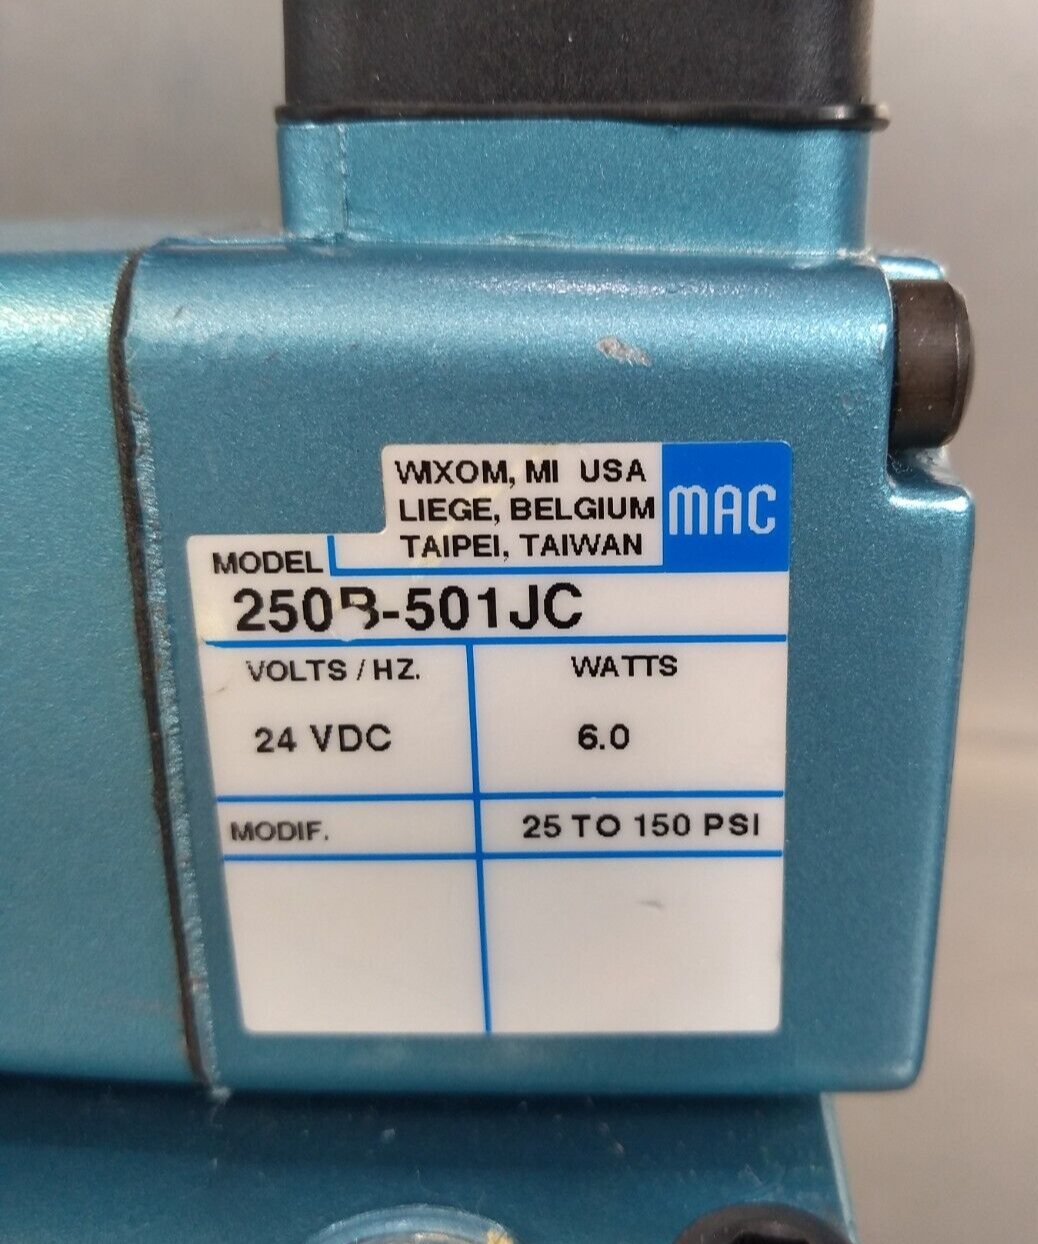 WIXOM, MI USA
LIEGE, BELGIUM
TAIPEI, TAIWAN
MAC
MODEL
250B-501JC
VOLTS / HZ.
WATTS
24 VDC
6.0
MODIF.
25 TO 150 PSI